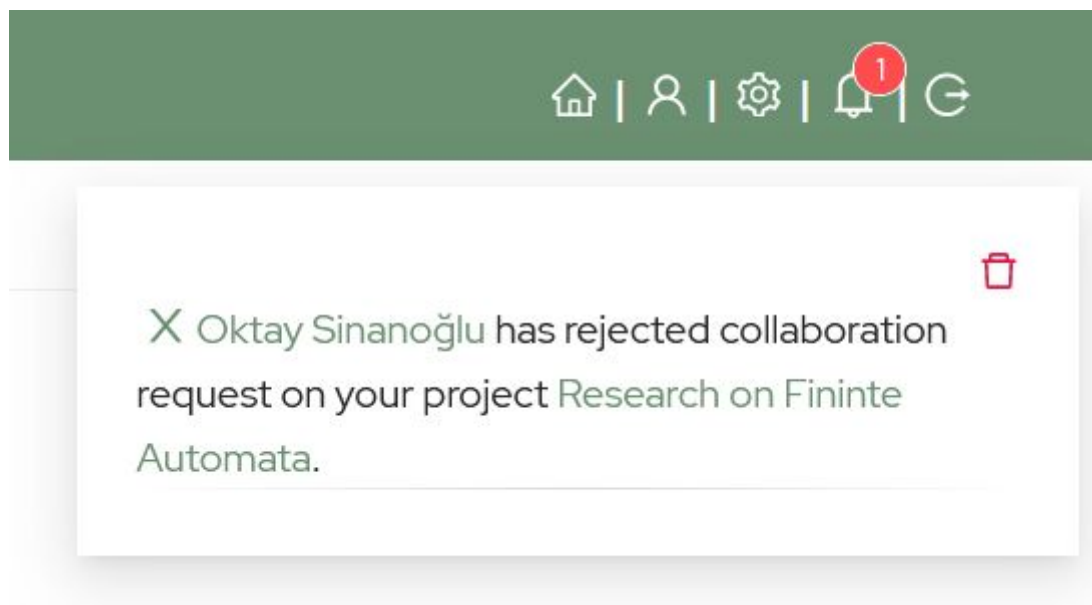 1
X Oktay Sinanoğlu has rejected collaboration
request on your project Research on Fininte
Automata.